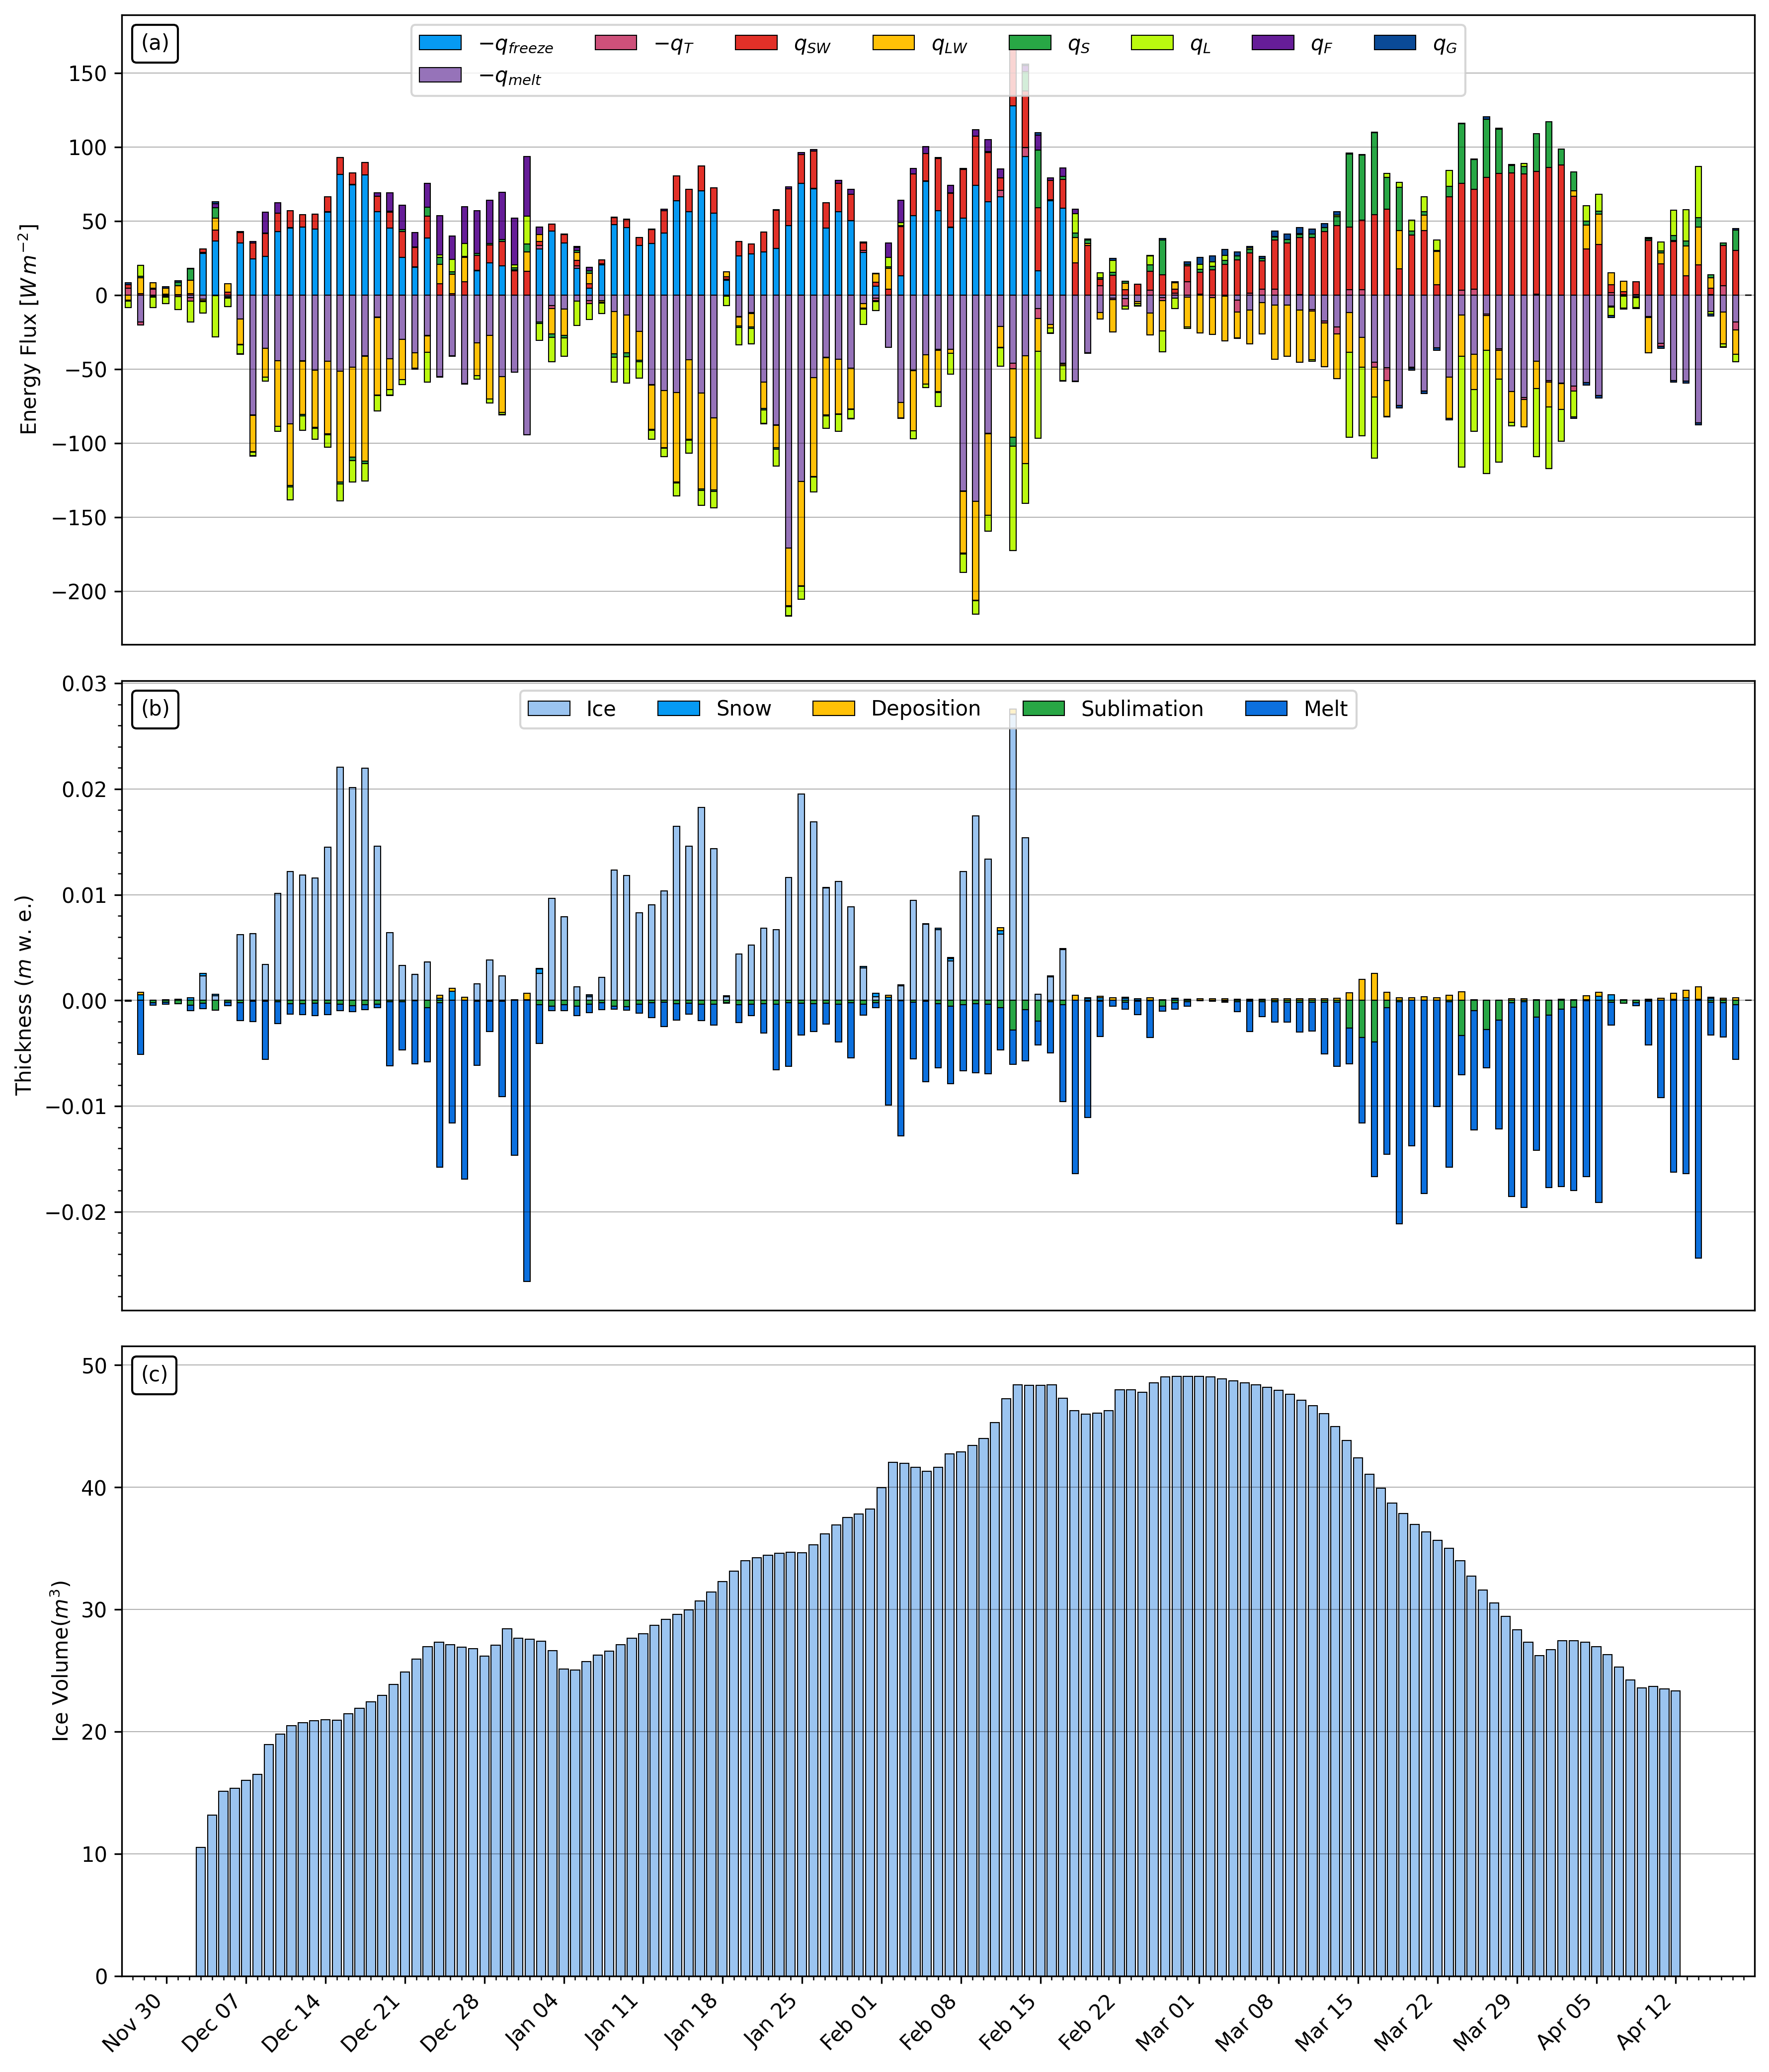 (a)
−q_freeze −q_T q_SW q_LW q_S q_L q_F q_G
−q_melt
150
100
50
0
−50
−100
−150
−200
Energy Flux [W m⁻²]
(b)
Ice Snow Deposition Sublimation Melt
0.03
0.02
0.01
0.00
−0.01
−0.02
Thickness (m w. e.)
(c)
50
40
30
20
10
0
Ice Volume(m³)
Nov 30 Dec 07 Dec 14 Dec 21 Dec 28 Jan 04 Jan 11 Jan 18 Jan 25 Feb 01 Feb 08 Feb 15 Feb 22 Mar 01 Mar 08 Mar 15 Mar 22 Mar 29 Apr 05 Apr 12